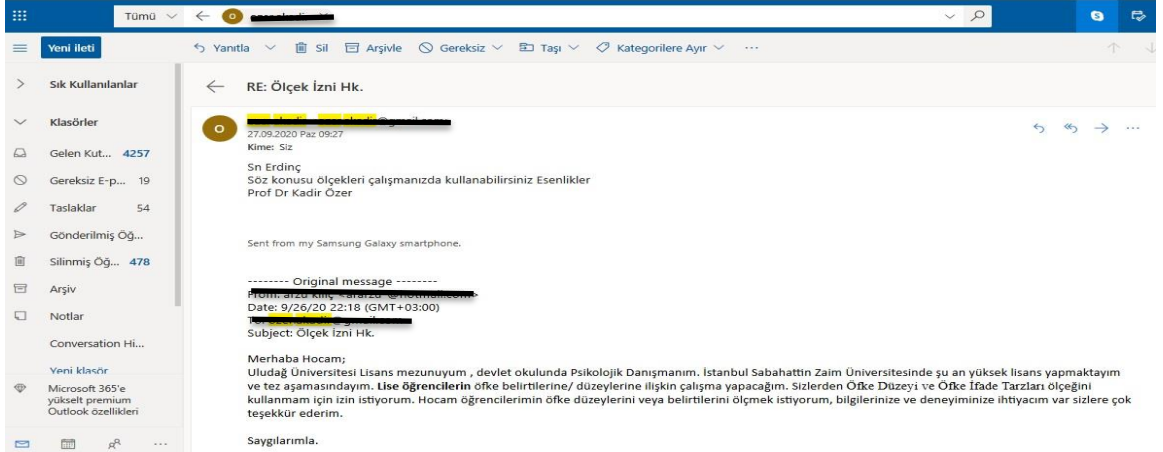 Tümü
Yeni ileti
Yanıtla Sil Arşivle Gereksiz Taşı Kategorilere Ayır ...
Sık Kullanılanlar
RE: Ölçek İzni Hk.
Klasörler
O
27.09.2020 Paz 09:27
Kime: Siz
Gelen Kut... 4257
Gereksiz E-p... 19
Taslaklar 54
Gönderilmiş Öğ...
Silinmiş Öğ... 478
Arşiv
Notlar
Conversation Hi...
Yeni klasör
Microsoft 365'e
yükselt premium
Outlook özellikleri
Sn Erdinç
Söz konusu ölçekleri çalışmanızda kullanabilirsiniz Esenlikler
Prof Dr Kadir Özer
Sent from my Samsung Galaxy smartphone.
-------- Original message --------
Date: 9/26/20 22:18 (GMT+03:00)
Subject: Ölçek İzni Hk.
Merhaba Hocam;
Uludağ Üniversitesi Lisans mezunuyum , devlet okulunda Psikolojik Danışmanım. İstanbul Sabahattin Zaim Üniversitesinde şu an yüksek lisans yapmaktayım
ve tez aşamasındayım. Lise öğrencilerin öfke belirtilerine/ düzeylerine ilişkin çalışma yapacağım. Sizlerden Öfke Düzeyi ve Öfke İfade Tarzları ölçeğini
kullanmam için izin istiyorum. Hocam öğrencilerimin öfke düzeylerini veya belirtilerini ölçmek istiyorum, bilgilerinize ve deneyiminize ihtiyacım var sizlere çok
teşekkür ederim.
Saygılarımla.